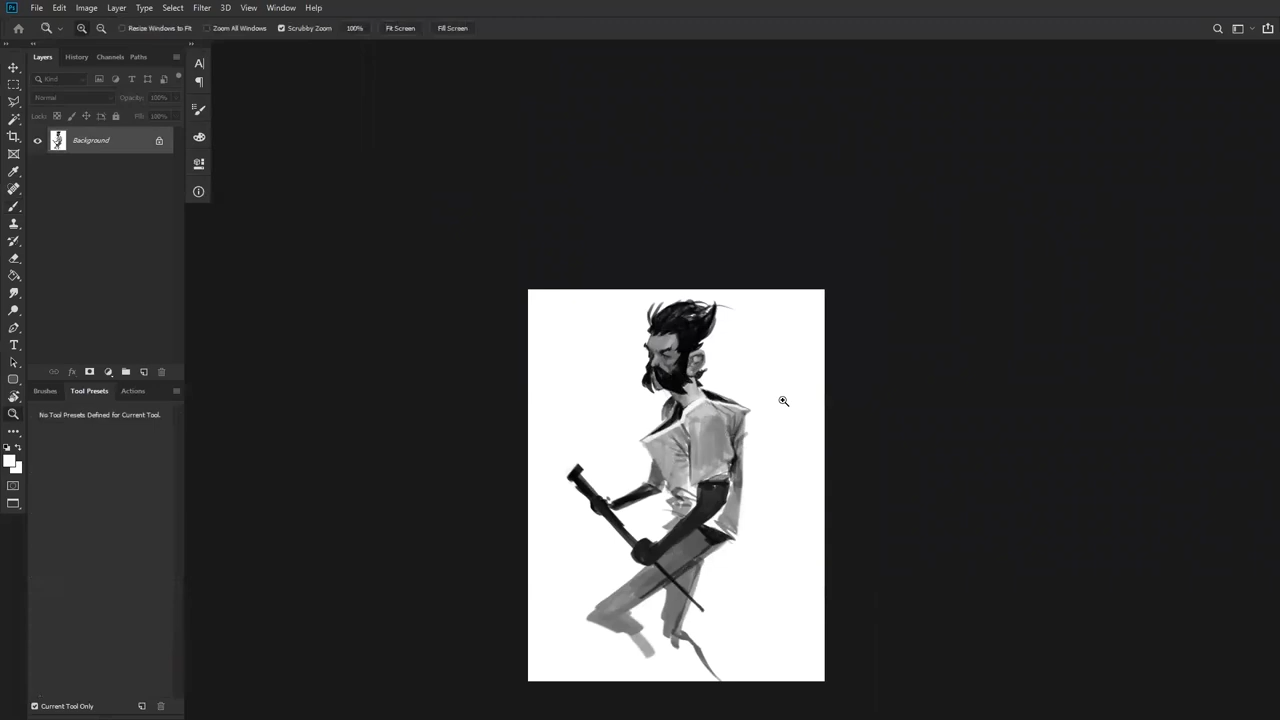 Ps File Edit Image Layer Type Select Filter 3D View Window Help
Resize Windows to Fit Zoom All Windows Scrubby Zoom 100% Fit Screen Fill Screen
Layers History Channels Paths
Kind
Normal Opacity: 100%
Lock: Fill: 100%
Background
fx
Brushes Tool Presets Actions
No Tool Presets Defined for Current Tool.
Current Tool Only